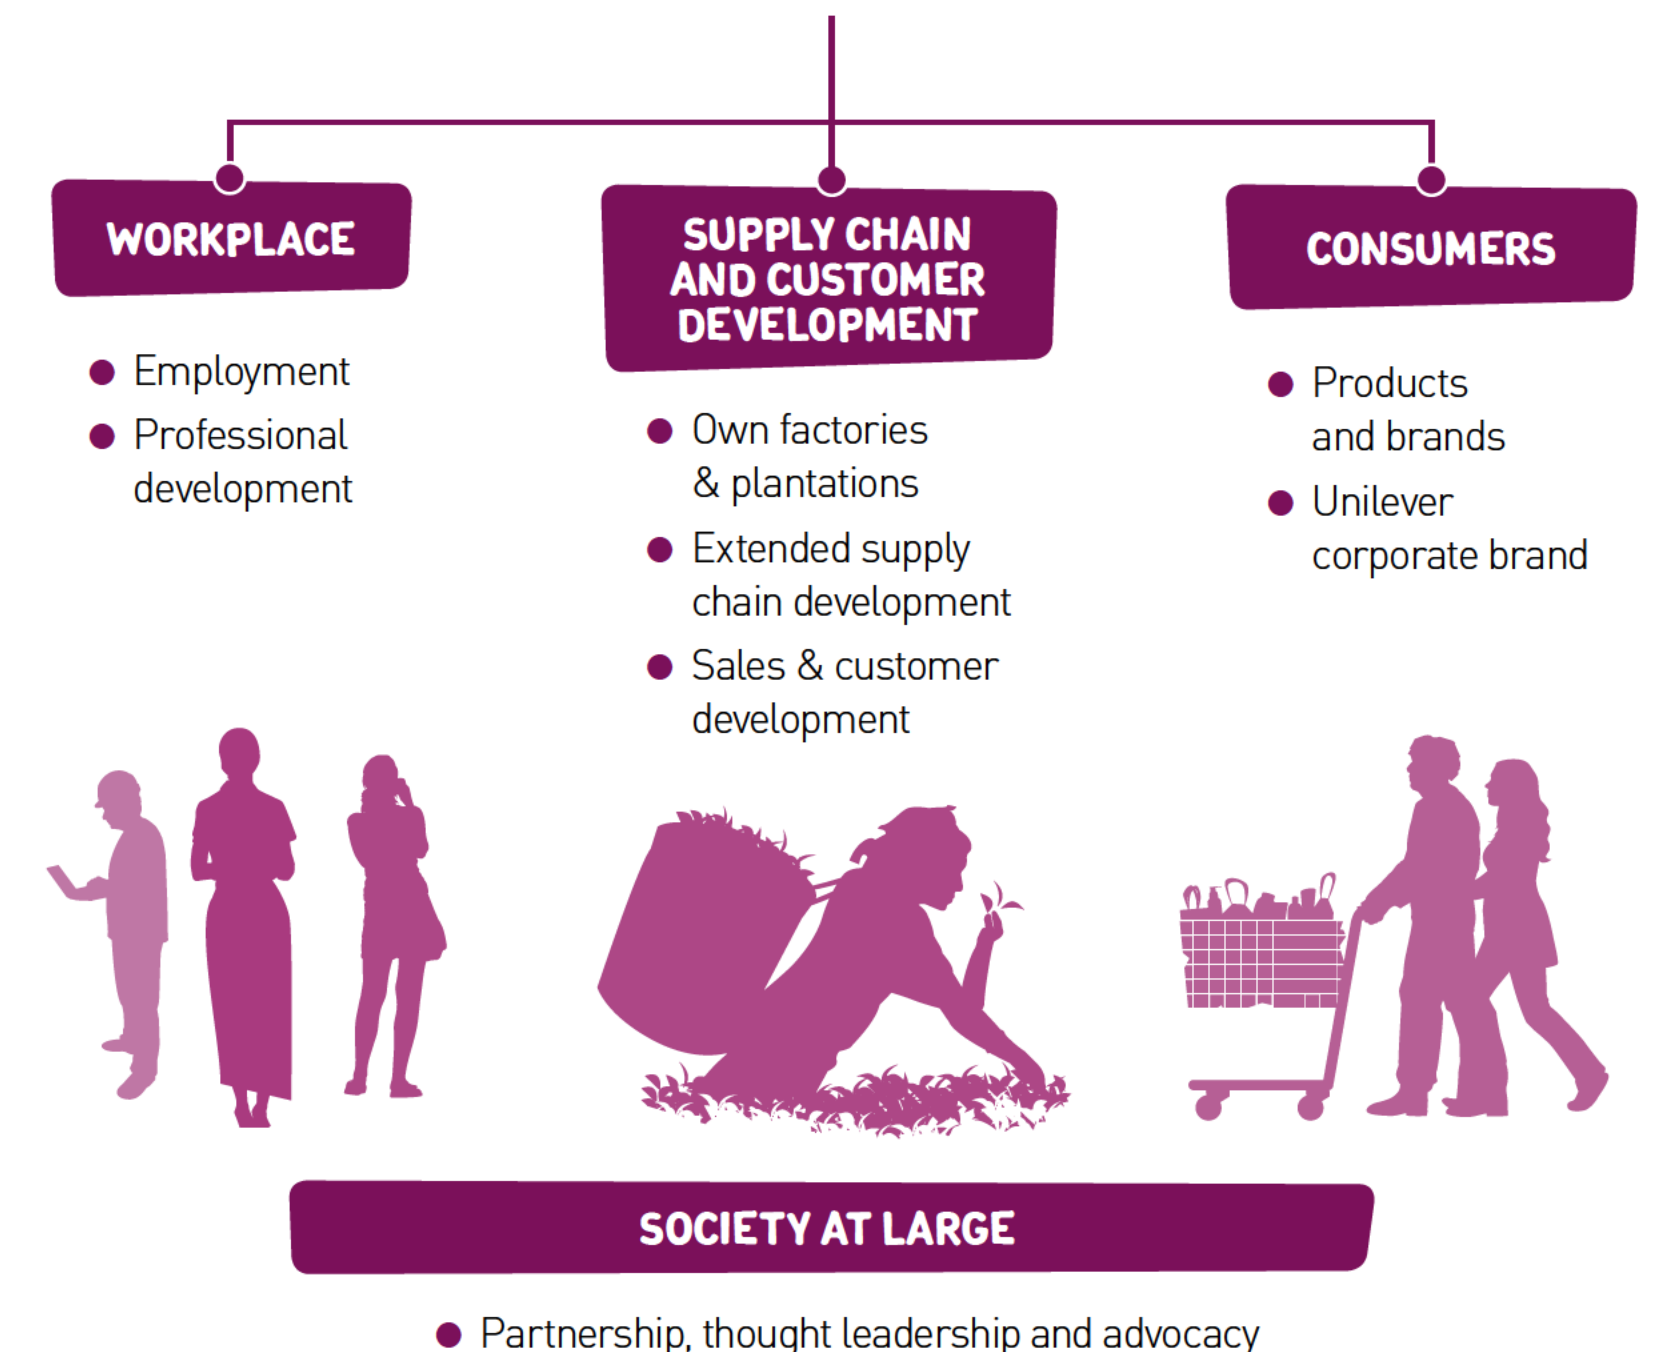 WORKPLACE
● Employment
● Professional
development
SUPPLY CHAIN
AND CUSTOMER
DEVELOPMENT
● Own factories
& plantations
● Extended supply
chain development
● Sales & customer
development
CONSUMERS
● Products
and brands
● Unilever
corporate brand
SOCIETY AT LARGE
● Partnership, thought leadership and advocacy